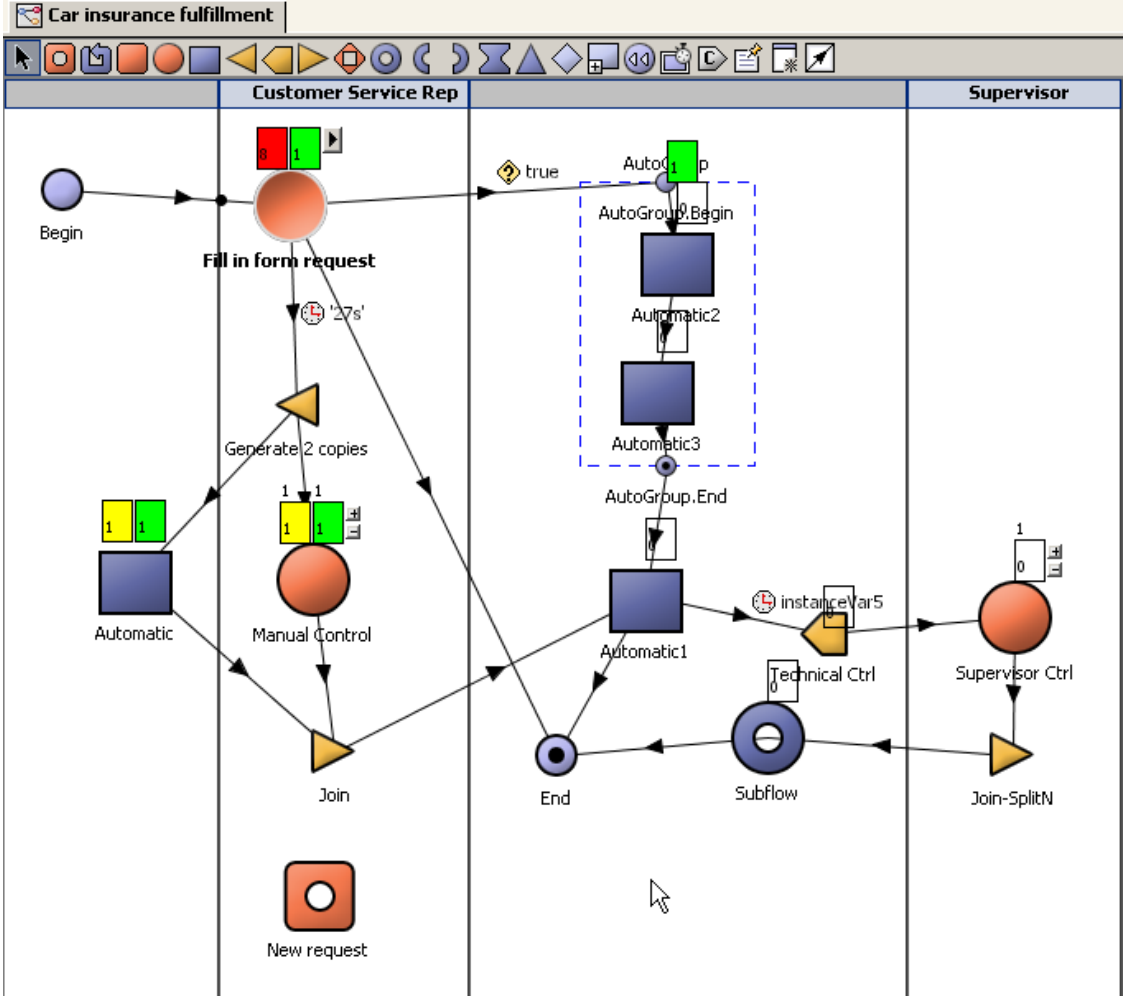 Car insurance fulfillment
C
Customer Service Rep
Supervisor
8
1
true
AutoG p
1
Begin
0
AutoGroup.Begin
Fill in form request
'27s'
Automatic2
0
Generate 2 copies
Automatic3
AutoGroup.End
1 1
1
1
1
1
0
1
0
instanceVar5
0
Automatic
Manual Control
Automatic1
Technical Ctrl
0
Supervisor Ctrl
Join
End
Subflow
Join-SplitN
New request